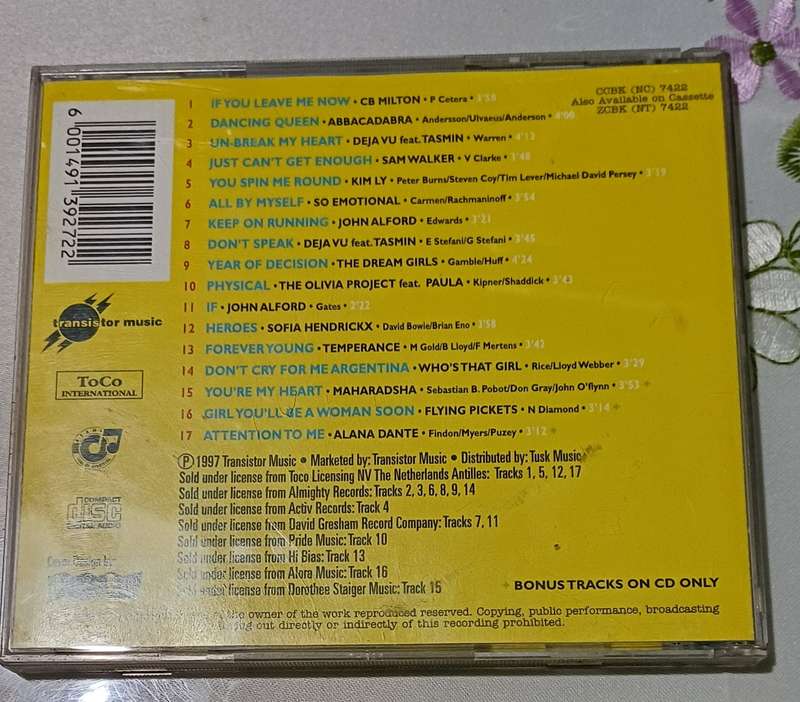 CCBK (NC) 7422
Also Available on Cassette
ZCBK (NT) 7422
1 IF YOU LEAVE ME NOW • CB MILTON • P Cetera • 3'58
2 DANCING QUEEN • ABBACADABRA • Andersson/Ulvaeus/Anderson • 4'00
3 UN-BREAK MY HEART • DEJA VU feat. TASMIN • Warren • 4'12
4 JUST CAN'T GET ENOUGH • SAM WALKER • V Clarke • 3'48
5 YOU SPIN ME ROUND • KIM LY • Peter Burns/Steven Coy/Tim Lever/Michael David Persey • 3'19
6 ALL BY MYSELF • SO EMOTIONAL • Carmen/Rachmaninoff • 3'54
7 KEEP ON RUNNING • JOHN ALFORD • Edwards • 3'21
8 DON'T SPEAK • DEJA VU feat. TASMIN • E Stefani/G Stefani • 3'45
9 YEAR OF DECISION • THE DREAM GIRLS • Gamble/Huff • 4'24
10 PHYSICAL • THE OLIVIA PROJECT feat. PAULA • Kipner/Shaddick • 3'43
11 IF • JOHN ALFORD • Gates • 2'22
12 HEROES • SOFIA HENDRICKX • David Bowie/Brian Eno • 3'58
13 FOREVER YOUNG • TEMPERANCE • M Gold/B Lloyd/F Mertens • 3'42
14 DON'T CRY FOR ME ARGENTINA • WHO'S THAT GIRL • Rice/Lloyd Webber • 3'29
15 YOU'RE MY HEART • MAHARADSHA • Sebastian B. Pobot/Don Gray/John O'flynn • 3'53
16 GIRL YOU'LL BE A WOMAN SOON • FLYING PICKETS • N Diamond • 3'14
17 ATTENTION TO ME • ALANA DANTE • Findon/Myers/Puzey • 3'12
6 001491 392722
transistor music
ToCo
INTERNATIONAL
COMPACT
disc
DIGITAL AUDIO
Cover Design by:
Ⓟ 1997 Transistor Music • Marketed by: Transistor Music • Distributed by: Tusk Music
Sold under license from Toco Licensing NV The Netherlands Antilles: Tracks 1, 5, 12, 17
Sold under license from Almighty Records: Tracks 2, 3, 6, 8, 9, 14
Sold under license from Activ Records: Track 4
Sold under license from David Gresham Record Company: Tracks 7, 11
Sold under license from Pride Music: Track 10
Sold under license from Hi Bias: Track 13
Sold under license from Alora Music: Track 16
Sold under license from Dorothee Staiger Music: Track 15
BONUS TRACKS ON CD ONLY
the owner of the work reproduced reserved. Copying, public performance, broadcasting
out directly or indirectly of this recording prohibited.